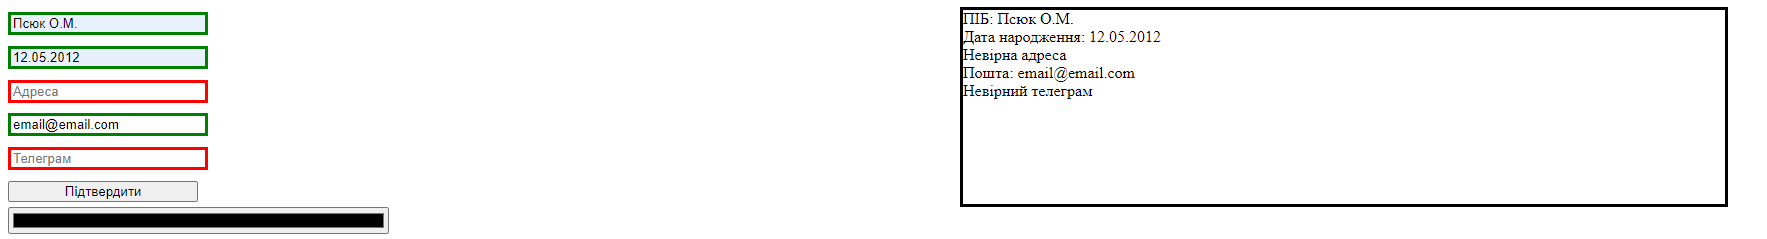 Псюк О.М.
12.05.2012
Адреса
email@email.com
Телеграм
Підтвердити
ПІБ: Псюк О.М.
Дата народження: 12.05.2012
Невірна адреса
Пошта: email@email.com
Невірний телеграм